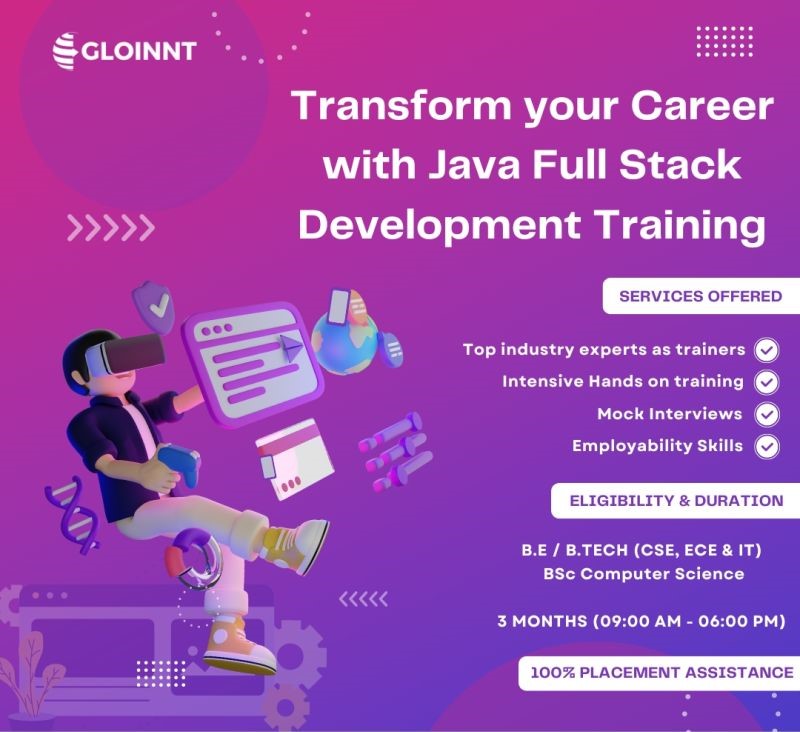 GLOINNT
Transform your Career
with Java Full Stack
Development Training
SERVICES OFFERED
Top industry experts as trainers
Intensive Hands on training
Mock Interviews
Employability Skills
ELIGIBILITY & DURATION
B.E / B.TECH (CSE, ECE & IT)
BSc Computer Science
3 MONTHS (09:00 AM - 06:00 PM)
100% PLACEMENT ASSISTANCE